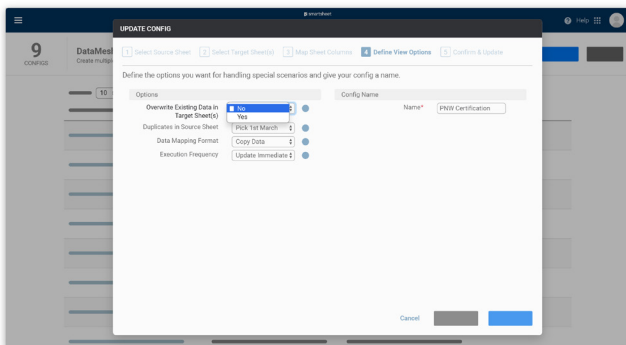 smartsheet
Help
UPDATE CONFIG
9
CONFIGS
DataMesh
Create multipl
10
1 Select Source Sheet 2 Select Target Sheet(s) 3 Map Sheet Columns 4 Define View Options 5 Confirm & Update
Define the options you want for handling special scenarios and give your config a name.
Options
Config Name
Overwrite Existing Data in
Target Sheet(s)
No
Yes
Name* PNW Certification
Duplicates in Source Sheet Pick 1st March
Data Mapping Format Copy Data
Execution Frequency Update Immediate
Cancel